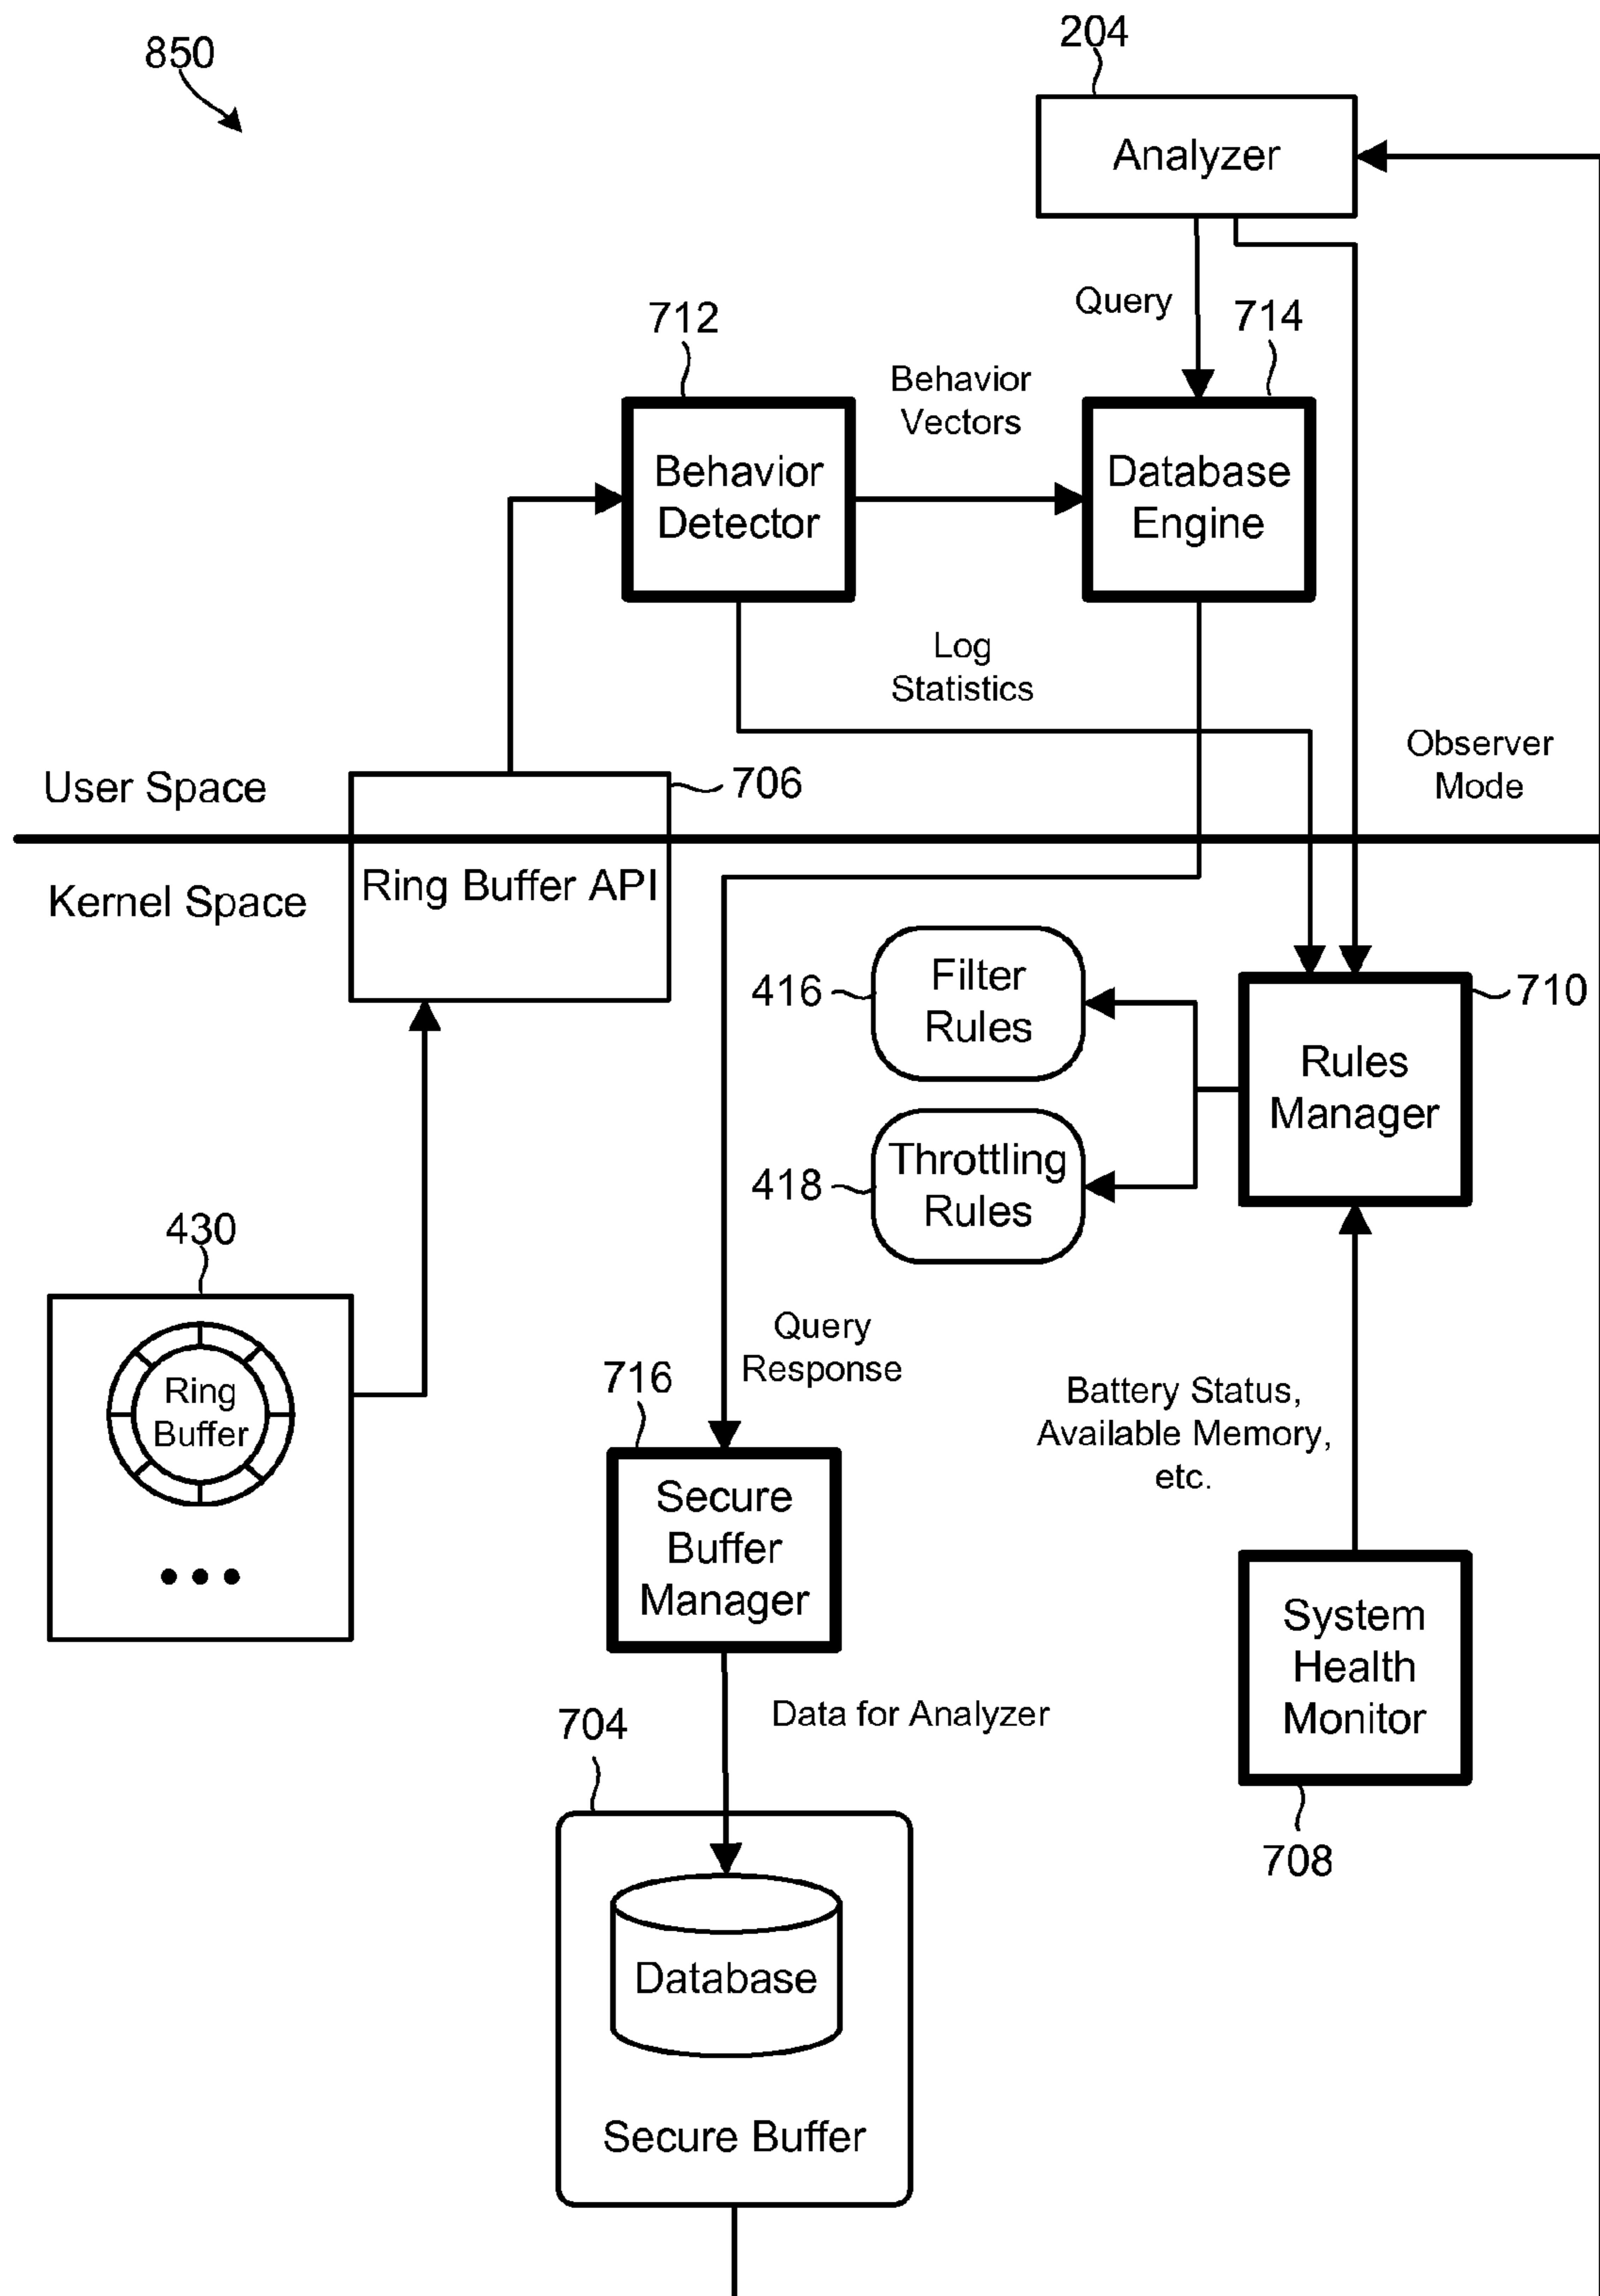 850
204
Analyzer
Query
714
712
Behavior
Vectors
Behavior
Detector
Database
Engine
Log
Statistics
Observer
Mode
User Space
706
Kernel Space
Ring Buffer API
416
Filter
Rules
710
Rules
Manager
418
Throttling
Rules
430
Ring
Buffer
Query
Response
716
Battery Status,
Available Memory,
etc.
Secure
Buffer
Manager
System
Health
Monitor
Data for Analyzer
704
708
Database
Secure Buffer